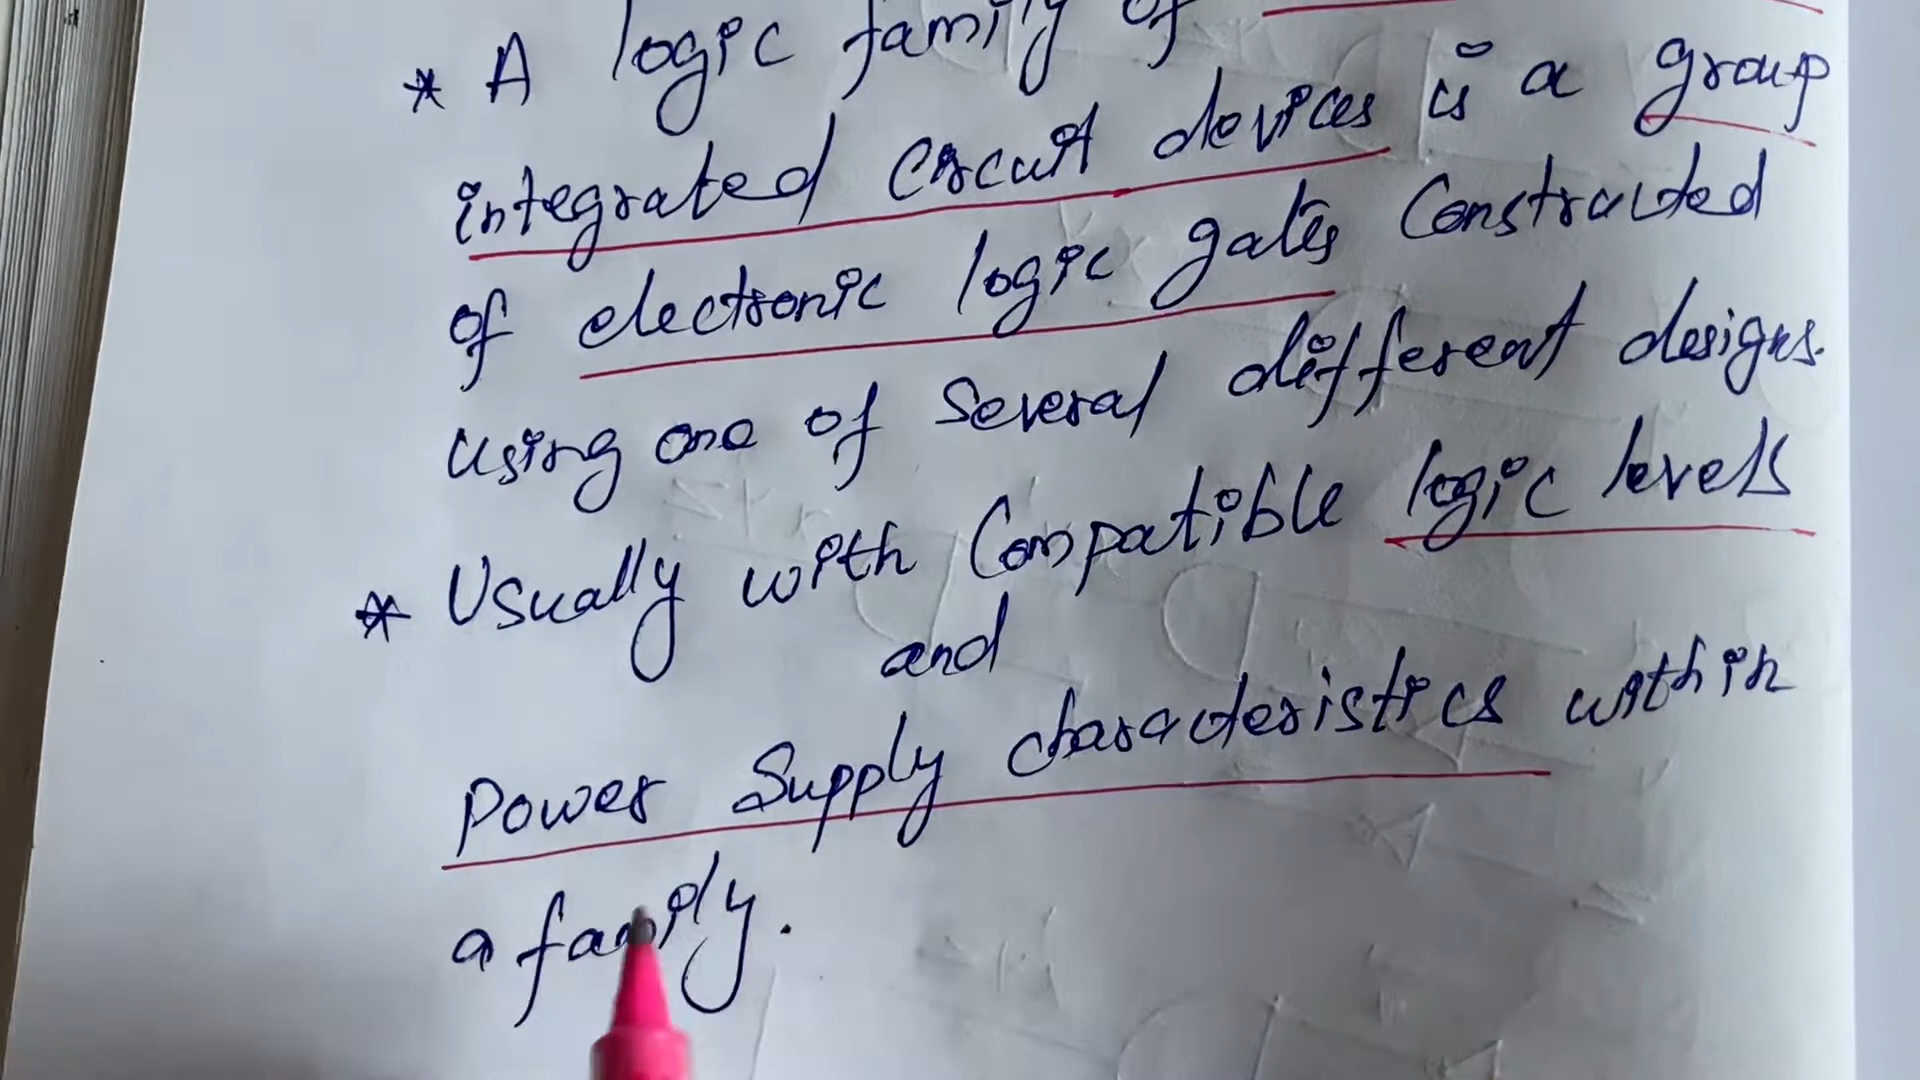 * A logic family of
integrated circuit devices is a group
of electronic logic gates constructed
using one of several different designs.
* Usually with Compatible logic levels
and
Power Supply characteristics within
a family.